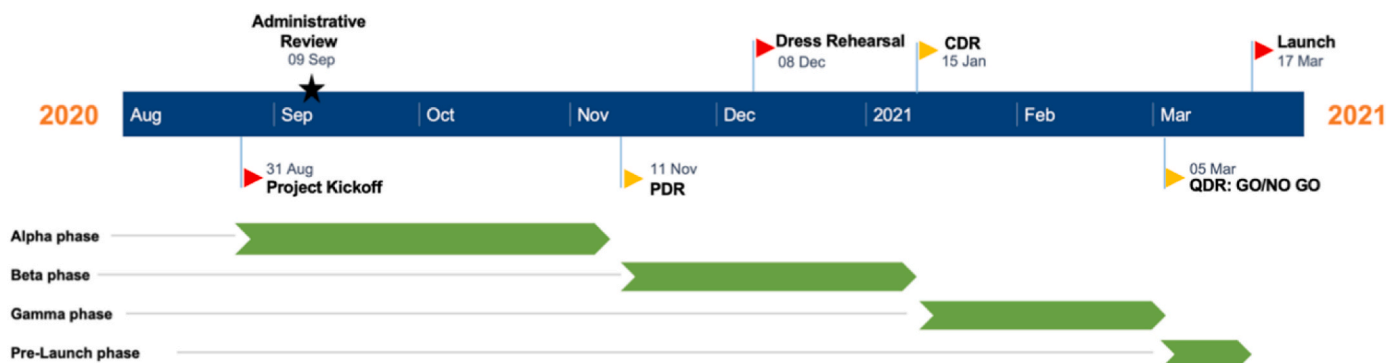 Administrative
Review
09 Sep
Dress Rehearsal
08 Dec
CDR
15 Jan
Launch
17 Mar
2020
Aug
Sep
Oct
Nov
Dec
2021
Feb
Mar
2021
31 Aug
Project Kickoff
11 Nov
PDR
05 Mar
QDR: GO/NO GO
Alpha phase
Beta phase
Gamma phase
Pre-Launch phase